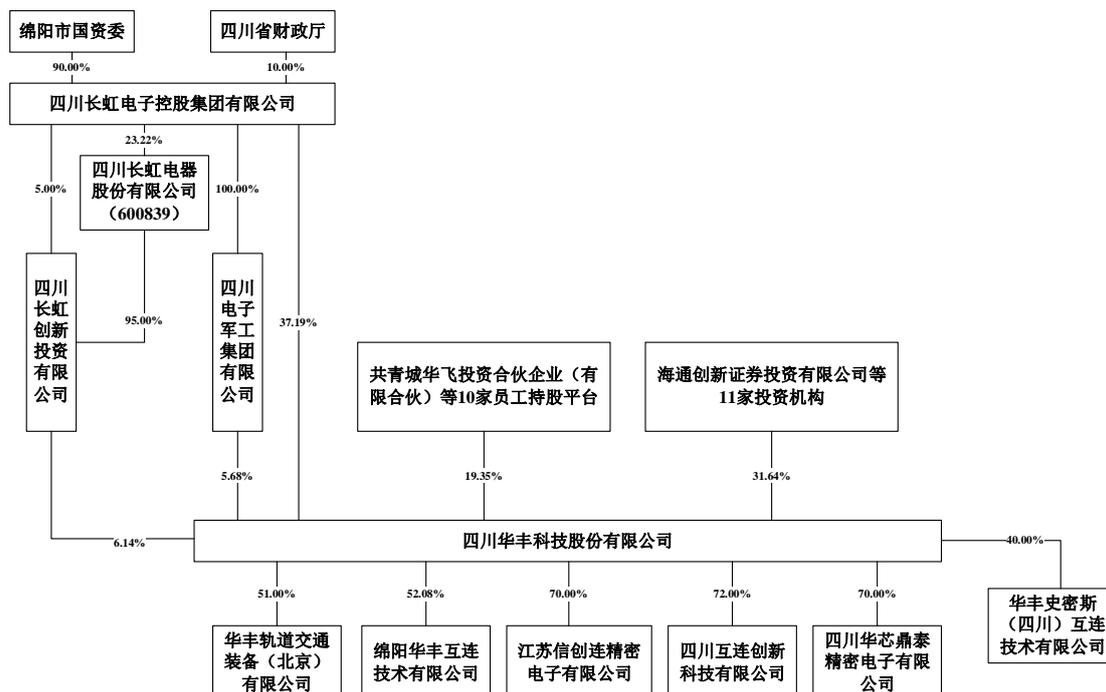 绵阳市国资委
四川省财政厅
90.00%
10.00%
四川长虹电子控股集团有限公司
23.22%
四川长虹电器
股份有限公司
（600839）
5.00%
100.00%
四川
长虹
创新
投资
有限
公司
四川
电子
军工
集团
有限
公司
95.00%
37.19%
共青城华飞投资合伙企业（有
限合伙）等10家员工持股平台
海通创新证券投资有限公司等
11家投资机构
5.68%
19.35%
31.64%
6.14%
四川华丰科技股份有限公司
40.00%
51.00%
52.08%
70.00%
72.00%
70.00%
华丰轨道交通
装备（北京）
有限公司
绵阳华丰互连
技术有限公司
江苏信创连精密
电子有限公司
四川互连创新
科技有限公司
四川华芯鼎泰
精密电子有限
公司
华丰史密斯
（四川）互连
技术有限公司